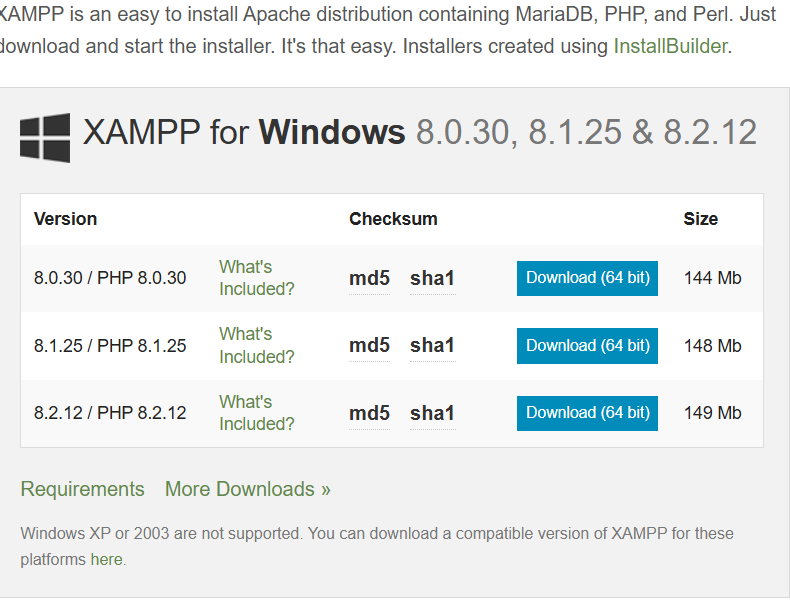 XAMPP is an easy to install Apache distribution containing MariaDB, PHP, and Perl. Just
download and start the installer. It's that easy. Installers created using InstallBuilder.
XAMPP for Windows 8.0.30, 8.1.25 & 8.2.12
Version Checksum Size
8.0.30 / PHP 8.0.30 What's Included? md5 sha1 Download (64 bit) 144 Mb
8.1.25 / PHP 8.1.25 What's Included? md5 sha1 Download (64 bit) 148 Mb
8.2.12 / PHP 8.2.12 What's Included? md5 sha1 Download (64 bit) 149 Mb
Requirements More Downloads »
Windows XP or 2003 are not supported. You can download a compatible version of XAMPP for these
platforms here.